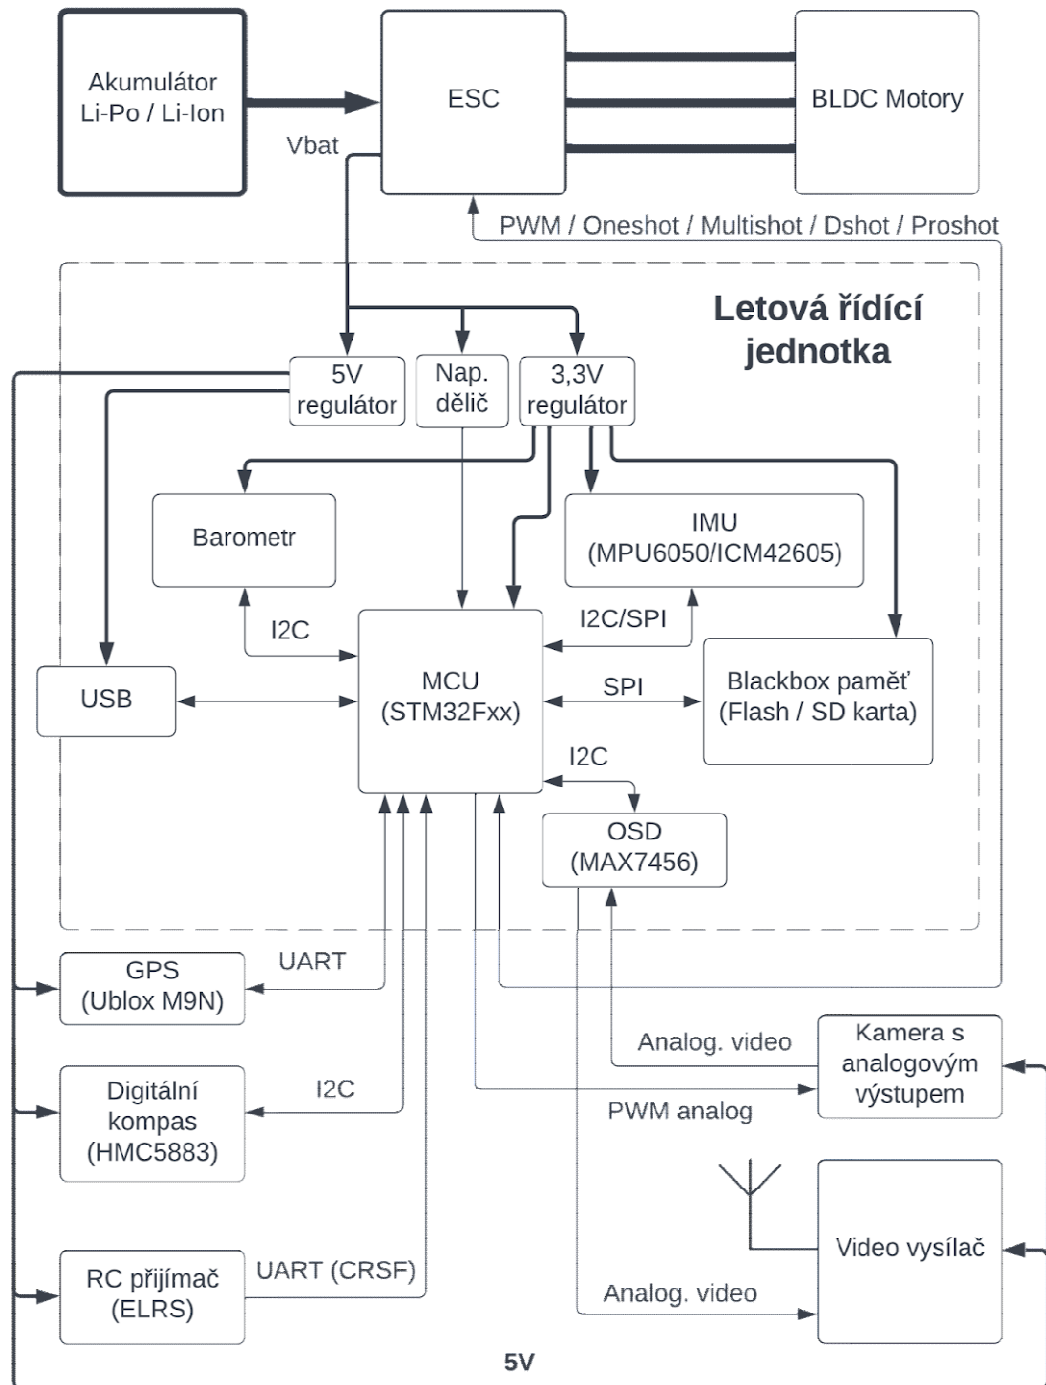 Akumulátor
Li-Po / Li-Ion
ESC
BLDC Motory
Vbat
PWM / Oneshot / Multishot / Dshot / Proshot
Letová řídící
jednotka
5V
regulátor
Nap.
dělič
3,3V
regulátor
Barometr
IMU
(MPU6050/ICM42605)
I2C
I2C/SPI
USB
MCU
(STM32Fxx)
SPI
Blackbox paměť
(Flash / SD karta)
I2C
OSD
(MAX7456)
GPS
(Ublox M9N)
UART
Analog. video
Kamera s
analogovým
výstupem
Digitální
kompas
(HMC5883)
I2C
PWM analog
RC přijímač
(ELRS)
UART (CRSF)
Video vysílač
Analog. video
5V